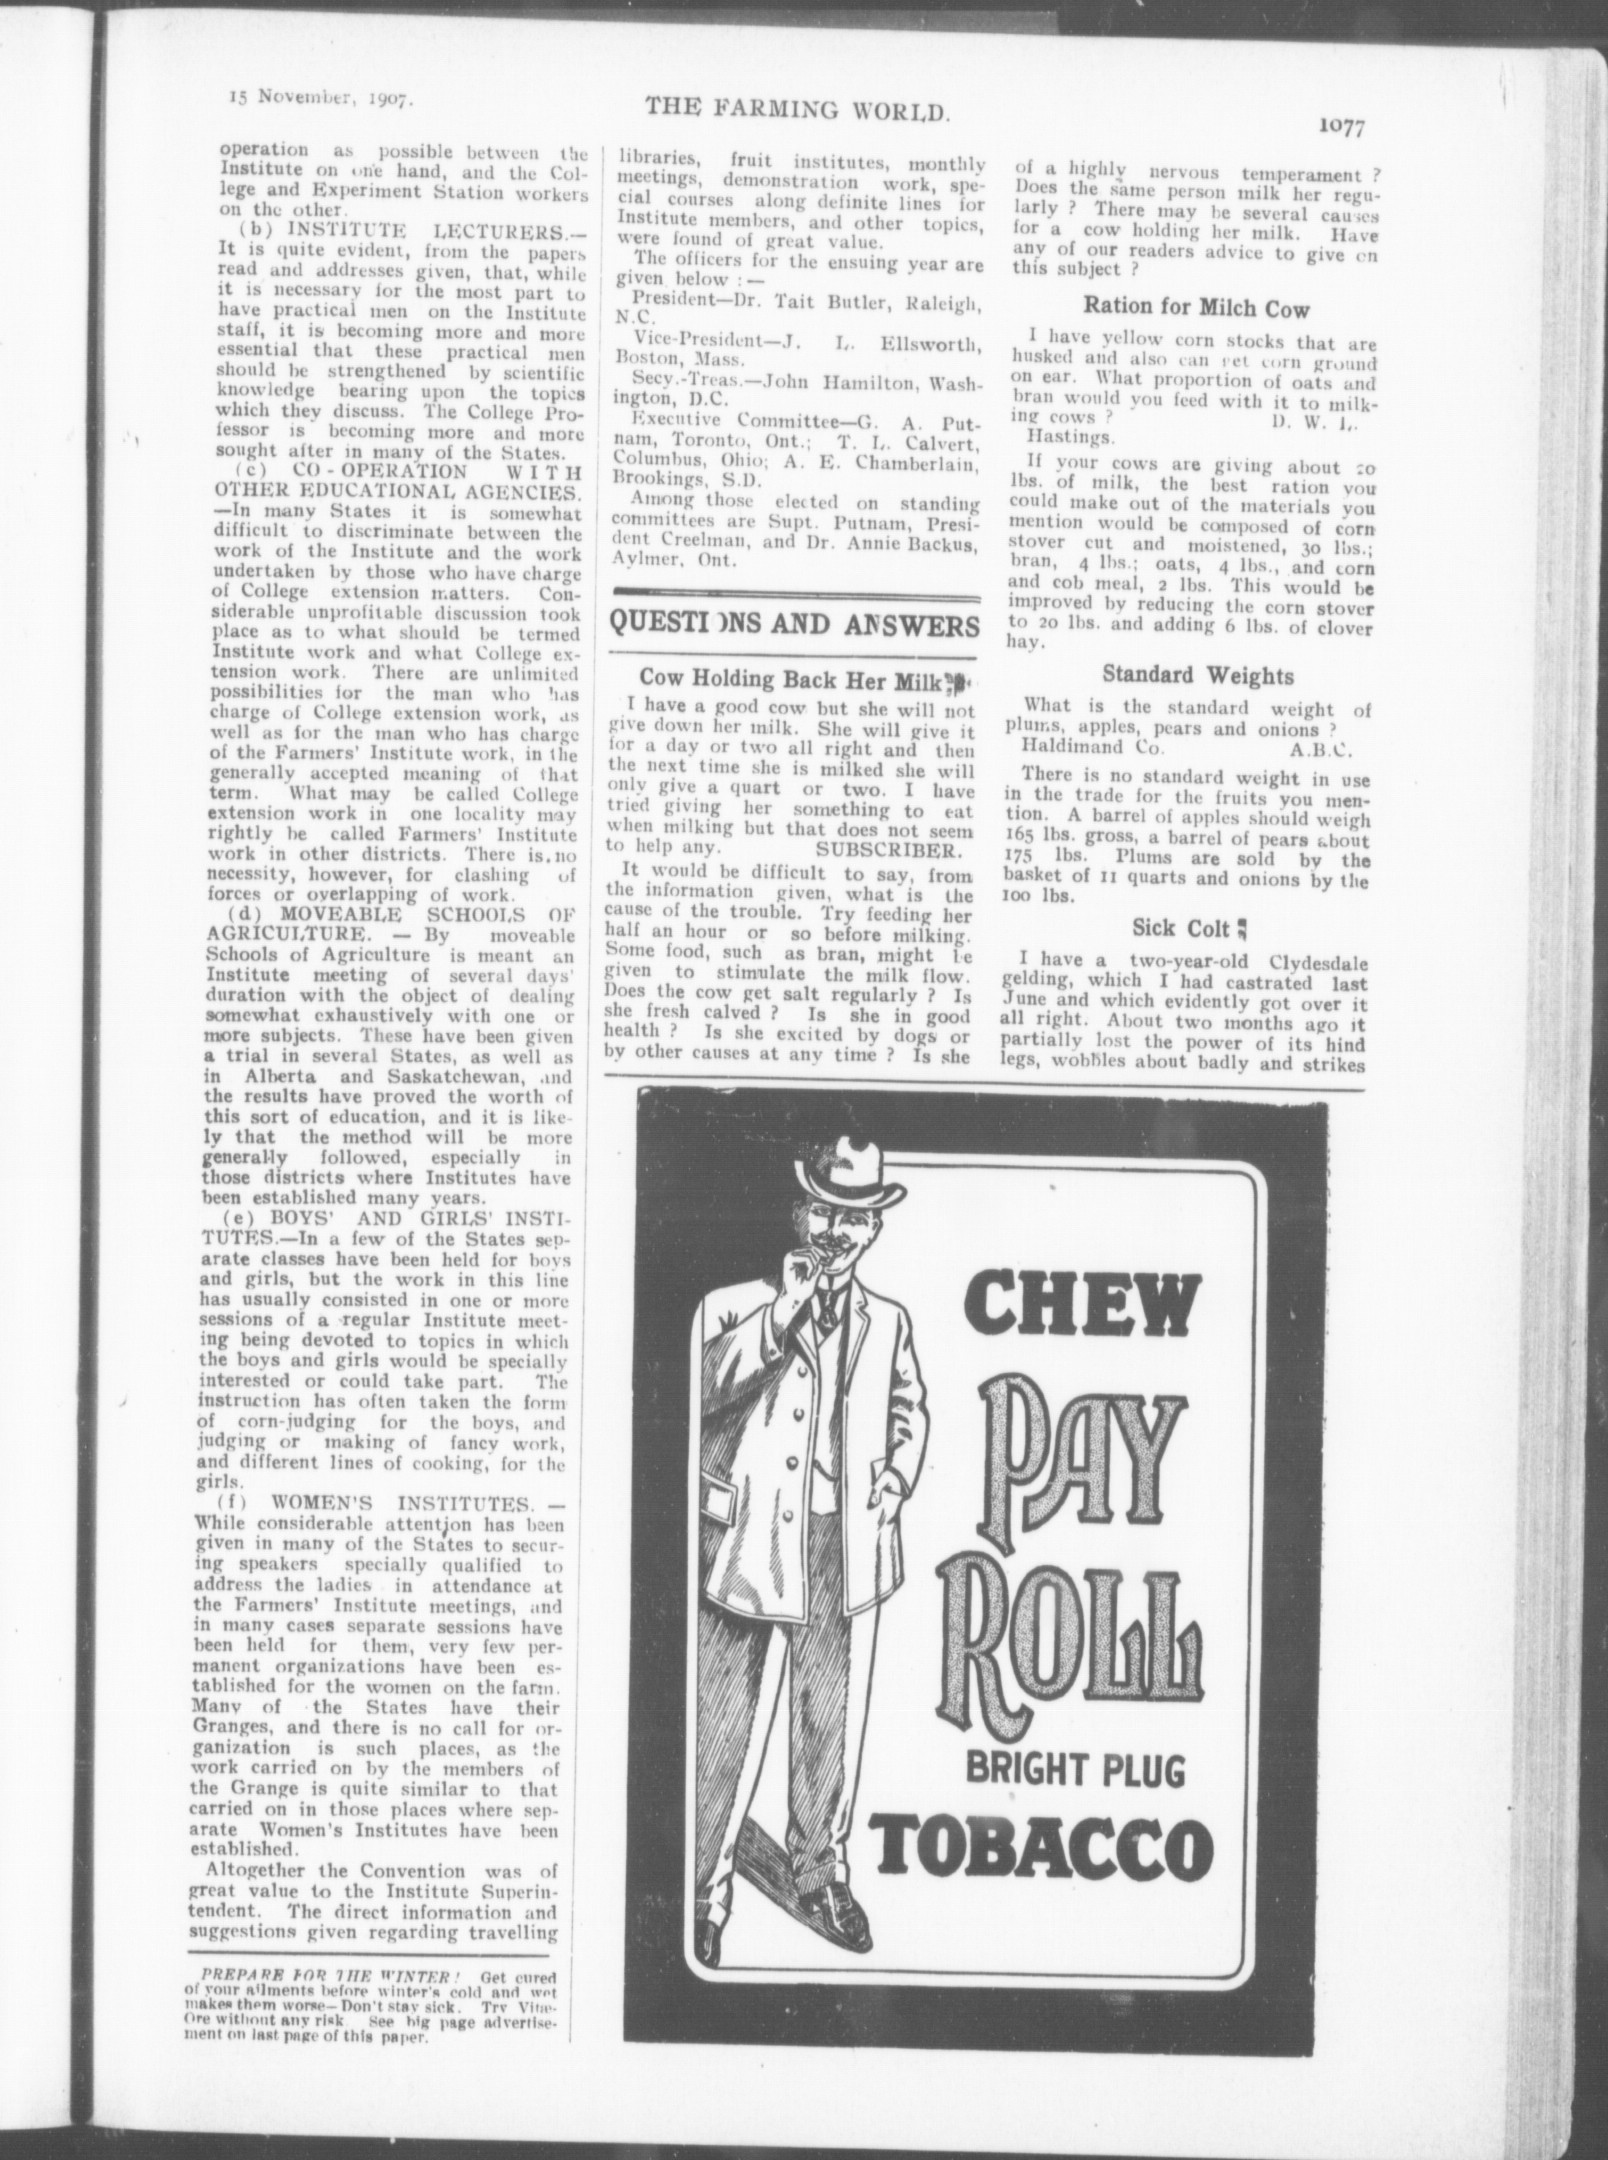 15 November, 1907.
THE FARMING WORLD.
1077
operation as possible between the
Institute on one hand, and the Col-
lege and Experiment Station workers
on the other.
(b) INSTITUTE LECTURERS.—
It is quite evident, from the papers
read and addresses given, that, while
it is necessary for the most part to
have practical men on the Institute
staff, it is becoming more and more
essential that these practical men
should be strengthened by scientific
knowledge bearing upon the topics
which they discuss. The College Pro-
fessor is becoming more and more
sought after in many of the States.
(c) CO-OPERATION WITH
OTHER EDUCATIONAL AGENCIES.
—In many States it is somewhat
difficult to discriminate between the
work of the Institute and the work
undertaken by those who have charge
of College extension matters. Con-
siderable unprofitable discussion took
place as to what should be termed
Institute work and what College ex-
tension work. There are unlimited
possibilities for the man who has
charge of College extension work, as
well as for the man who has charge
of the Farmers' Institute work, in the
generally accepted meaning of that
term. What may be called College
extension work in one locality may
rightly be called Farmers' Institute
work in other districts. There is no
necessity, however, for clashing of
forces or overlapping of work.
(d) MOVEABLE SCHOOLS OF
AGRICULTURE. — By moveable
Schools of Agriculture is meant an
Institute meeting of several days'
duration with the object of dealing
somewhat exhaustively with one or
more subjects. These have been given
a trial in several States, as well as
in Alberta and Saskatchewan, and
the results have proved the worth of
this sort of education, and it is like-
ly that the method will be more
generally followed, especially in
those districts where Institutes have
been established many years.
(e) BOYS' AND GIRLS' INSTI-
TUTES.—In a few of the States sep-
arate classes have been held for boys
and girls, but the work in this line
has usually consisted in one or more
sessions of a regular Institute meet-
ing being devoted to topics in which
the boys and girls would be specially
interested or could take part. The
instruction has often taken the form
of corn-judging for the boys, and
judging or making of fancy work,
and different lines of cooking, for the
girls.
(f) WOMEN'S INSTITUTES. —
While considerable attention has been
given in many of the States to secur-
ing speakers specially qualified to
address the ladies in attendance at
the Farmers' Institute meetings, and
in many cases separate sessions have
been held for them, very few per-
manent organizations have been es-
tablished for the women on the farm.
Many of the States have their
Granges, and there is no call for or-
ganization is such places, as the
work carried on by the members of
the Grange is quite similar to that
carried on in those places where sep-
arate Women's Institutes have been
established.
Altogether the Convention was of
great value to the Institute Superin-
tendent. The direct information and
suggestions given regarding travelling
PREPARE FOR THE WINTER! Get cured
of your ailments before winter's cold and wet
makes them worse—Don't stay sick. Try Vitae-
Ore without any risk See big page advertise-
ment on last page of this paper.
libraries, fruit institutes, monthly
meetings, demonstration work, spe-
cial courses along definite lines for
Institute members, and other topics,
were found of great value.
The officers for the ensuing year are
given below :—
President—Dr. Tait Butler, Raleigh,
N.C.
Vice-President—J. L. Ellsworth,
Boston, Mass.
Secy.-Treas.—John Hamilton, Wash-
ington, D.C.
Executive Committee—G. A. Put-
nam, Toronto, Ont.; T. L. Calvert,
Columbus, Ohio; A. E. Chamberlain,
Brookings, S.D.
Among those elected on standing
committees are Supt. Putnam, Presi-
dent Creelman, and Dr. Annie Backus,
Aylmer, Ont.
QUESTIONS AND ANSWERS
Cow Holding Back Her Milk
I have a good cow but she will not
give down her milk. She will give it
for a day or two all right and then
the next time she is milked she will
only give a quart or two. I have
tried giving her something to eat
when milking but that does not seem
to help any. SUBSCRIBER.
It would be difficult to say, from
the information given, what is the
cause of the trouble. Try feeding her
half an hour or so before milking.
Some food, such as bran, might be
given to stimulate the milk flow.
Does the cow get salt regularly ? Is
she fresh calved ? Is she in good
health ? Is she excited by dogs or
by other causes at any time ? Is she
of a highly nervous temperament ?
Does the same person milk her regu-
larly ? There may be several causes
for a cow holding her milk. Have
any of our readers advice to give on
this subject ?
Ration for Milch Cow
I have yellow corn stocks that are
husked and also can get corn ground
on ear. What proportion of oats and
bran would you feed with it to milk-
ing cows ? D. W. L.
Hastings.
If your cows are giving about 20
lbs. of milk, the best ration you
could make out of the materials you
mention would be composed of corn
stover cut and moistened, 30 lbs.;
bran, 4 lbs.; oats, 4 lbs., and corn
and cob meal, 2 lbs. This would be
improved by reducing the corn stover
to 20 lbs. and adding 6 lbs. of clover
hay.
Standard Weights
What is the standard weight of
plums, apples, pears and onions ?
Haldimand Co. A.B.C.
There is no standard weight in use
in the trade for the fruits you men-
tion. A barrel of apples should weigh
165 lbs. gross, a barrel of pears about
175 lbs. Plums are sold by the
basket of 11 quarts and onions by the
100 lbs.
Sick Colt
I have a two-year-old Clydesdale
gelding, which I had castrated last
June and which evidently got over it
all right. About two months ago it
partially lost the power of its hind
legs, wobbles about badly and strikes
CHEW
PAY
ROLL
BRIGHT PLUG
TOBACCO